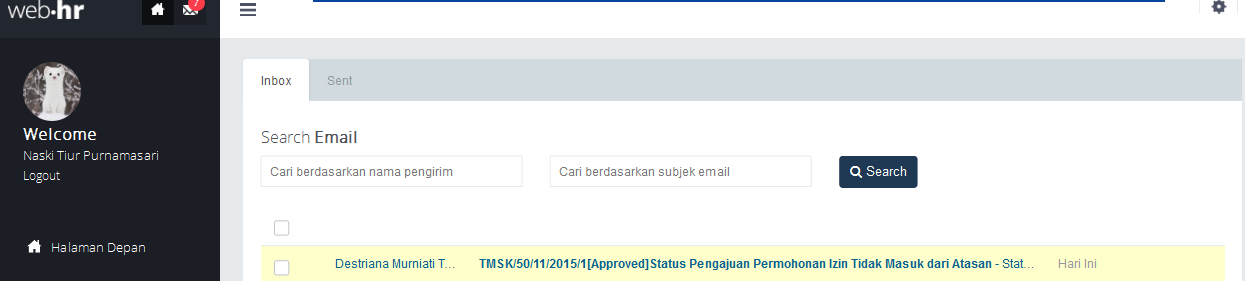 web·hr
Inbox
Sent
Welcome
Naski Tiur Purnamasari
Logout
Search Email
Cari berdasarkan nama pengirim
Cari berdasarkan subjek email
Search
Halaman Depan
Destriana Murniati T... TMSK/50/11/2015/1[Approved]Status Pengajuan Permohonan Izin Tidak Masuk dari Atasan - Stat... Hari Ini